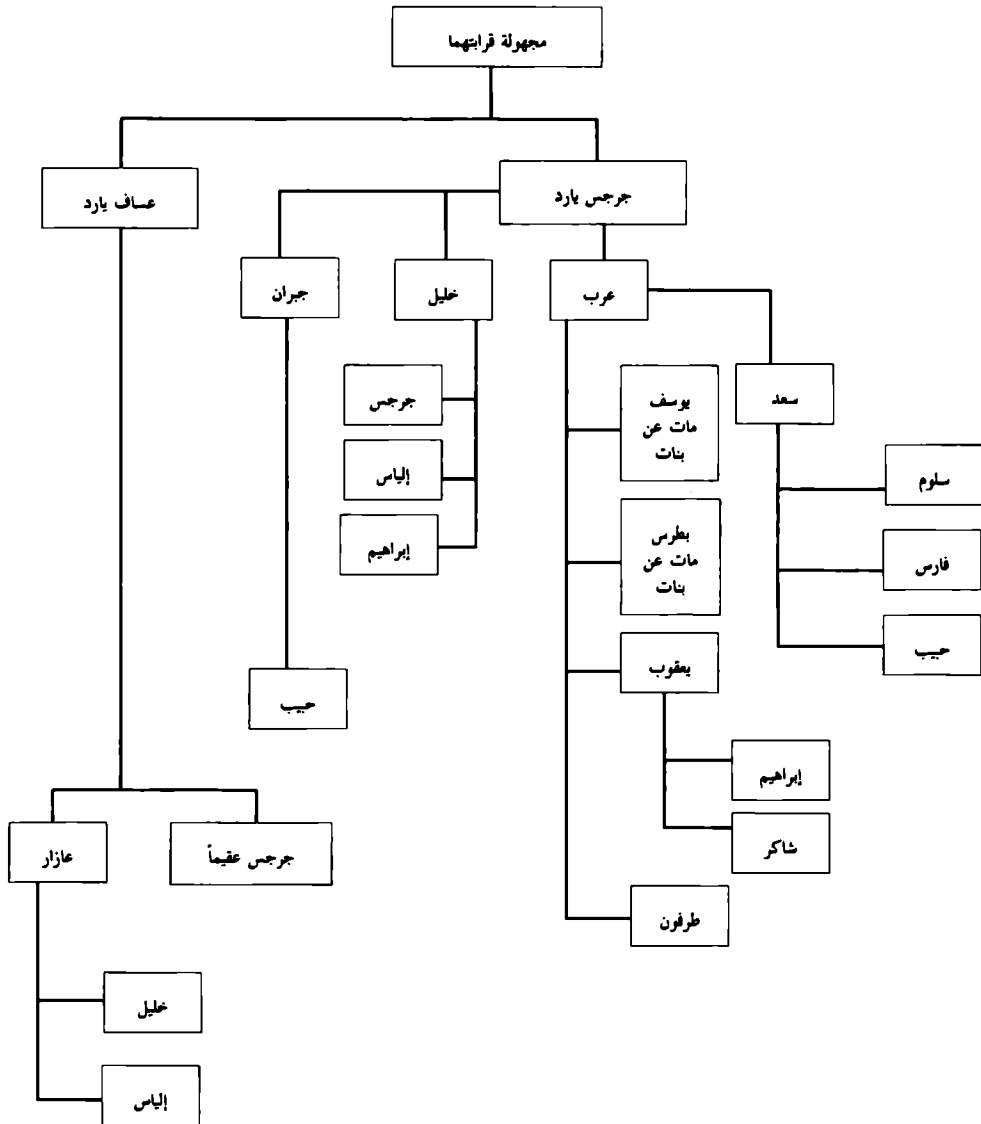 مجهولة قرابتهما
جرجس يارد
عساف يارد
عرب
خليل
جبران
سعد
يوسف
مات عن
بنات
جرجس
سلوم
إلياس
بطرس
مات عن
بنات
إبراهيم
فارس
يعقوب
حبيب
حبيب
إبراهيم
شاكر
جرجس عقيماً
عازار
طرفون
خليل
إلياس